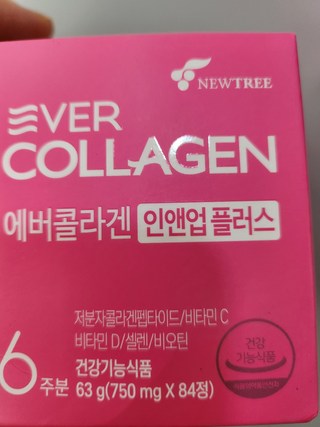 NEWTREE
EVER
COLLAGEN
에버콜라겐 인앤업 플러스
저분자콜라겐펩타이드/비타민 C
비타민 D/셀렌/비오틴
건강기능식품
6주분 63 g(750 mg X 84정)
건강
기능식품